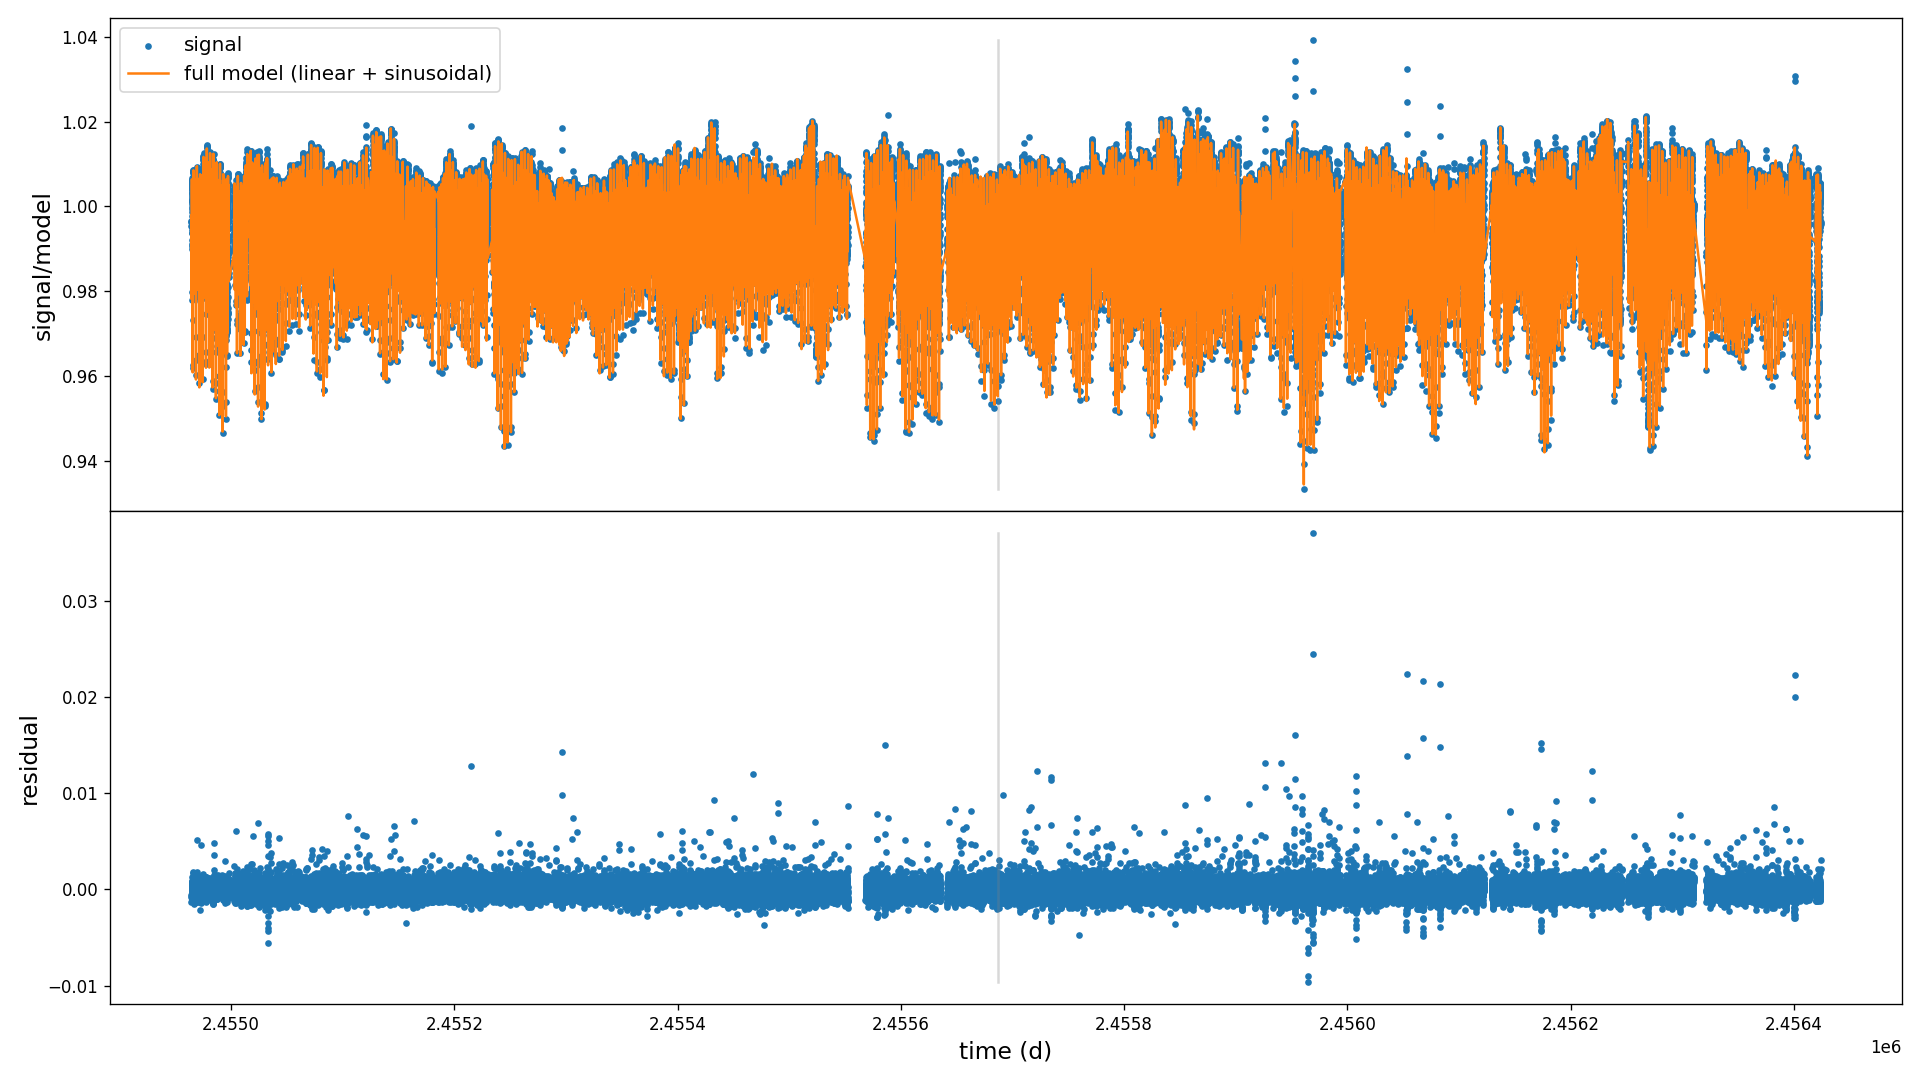 signal
full model (linear + sinusoidal)
signal/model
1.04
1.02
1.00
0.98
0.96
0.94
residual
0.03
0.02
0.01
0.00
−0.01
2.4550 2.4552 2.4554 2.4556 2.4558 2.4560 2.4562 2.4564
1e6
time (d)